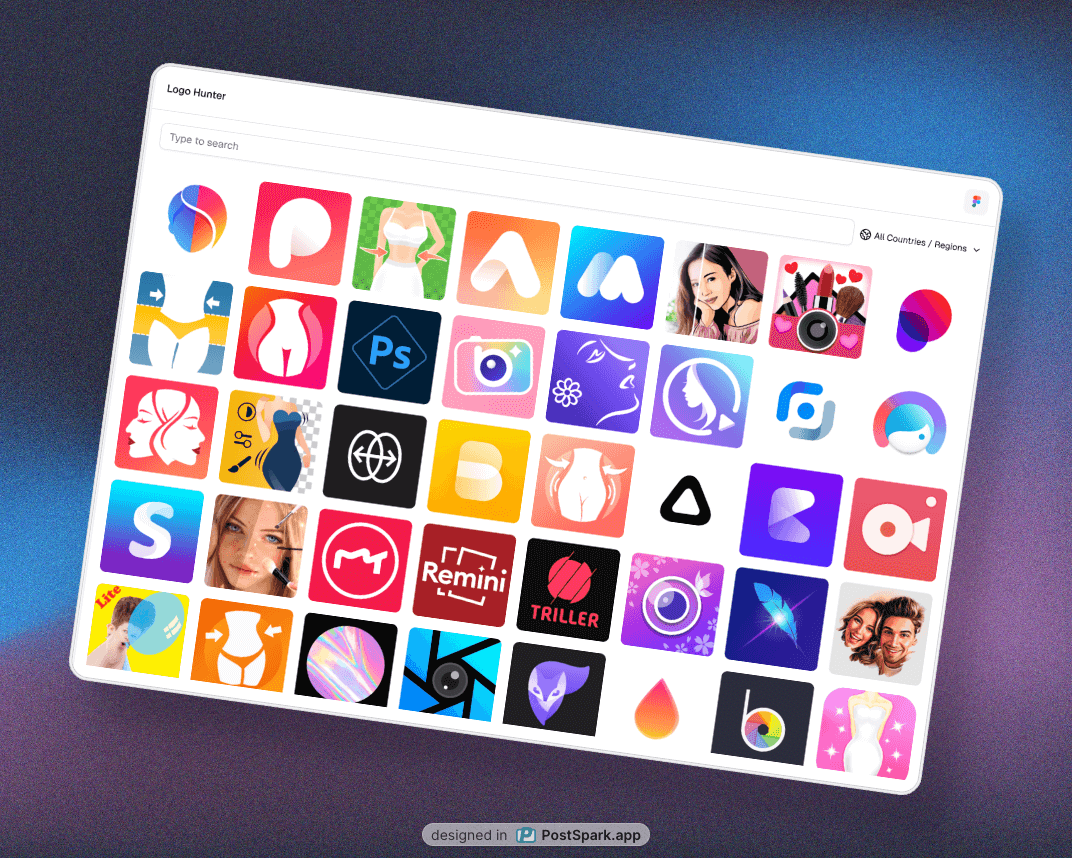 Logo Hunter
Type to search
All Countries / Regions
Ps
B
S
Remini
TRILLER
Lite
b
designed in PostSpark.app